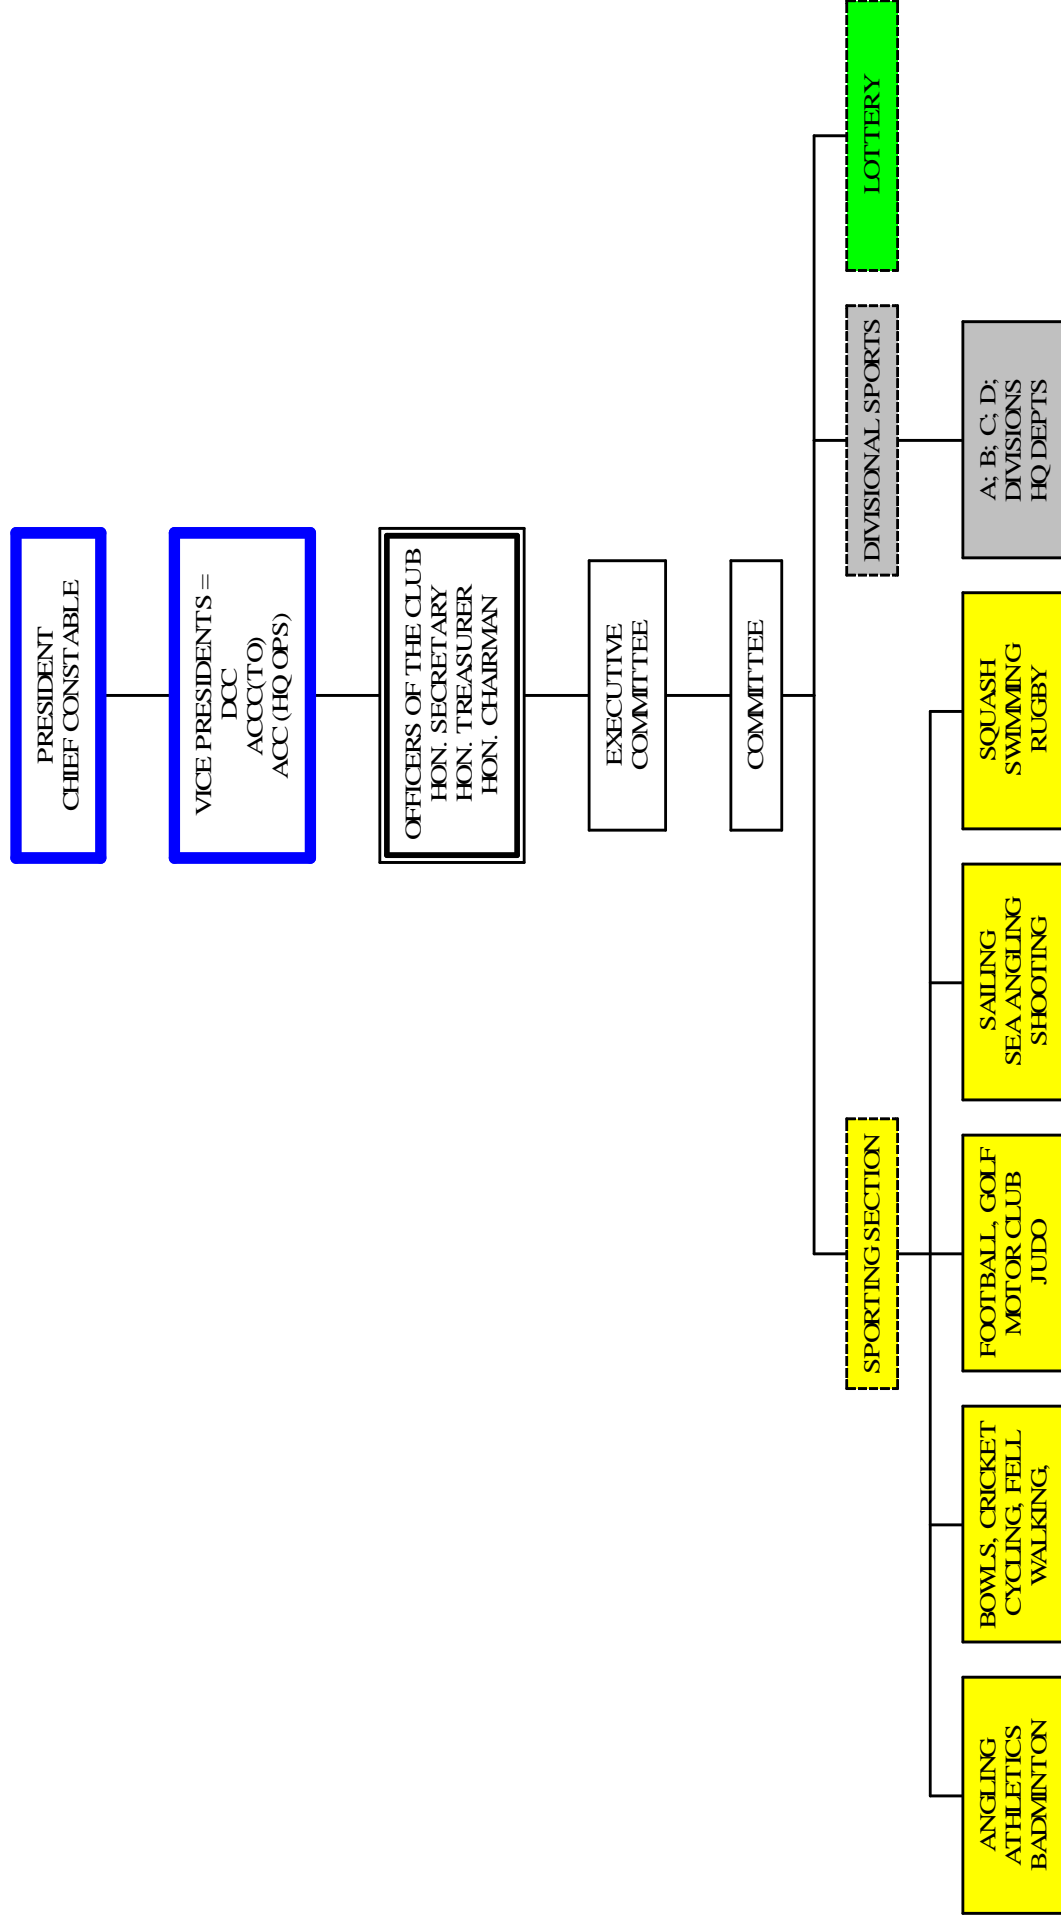 PRESIDENT
CHIEF CONSTABLE
VICE PRESIDENTS =
DCC
ACCC(TO)
ACC (HQ OPS)
OFFICERS OF THE CLUB
HON. SECRETARY
HON. TREASURER
HON. CHAIRMAN
EXECUTIVE
COMMITTEE
COMMITTEE
SPORTING SECTION
DIVISIONAL SPORTS
LOTTERY
ANGLING
ATHLETICS
BADMINTON
BOWLS, CRICKET
CYCLING, FELL
WALKING,
FOOTBALL, GOLF
MOTOR CLUB
JUDO
SAILING
SEA ANGLING
SHOOTING
SQUASH
SWIMMING
RUGBY
A; B; C; D;
DIVISIONS
HQ DEPTS